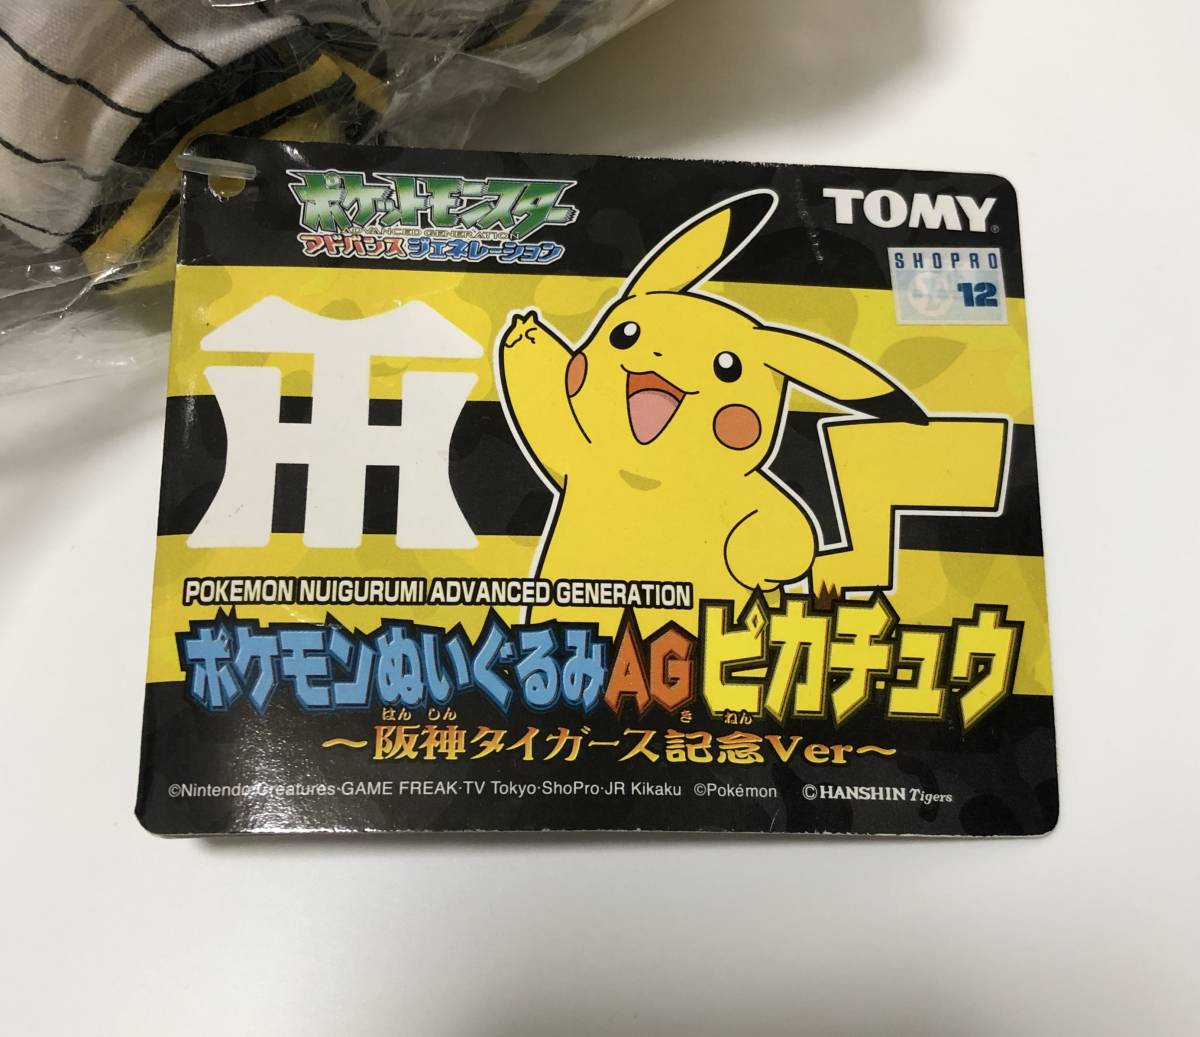 ポケットモンスター
ADVANCED GENERATION
アドバンスジェネレーション
TOMY®
SHOPRO
12
TH
POKEMON NUIGURUMI ADVANCED GENERATION
ポケモンぬいぐるみAGピカチュウ
はんしん きねん
～阪神タイガース記念Ver～
©Nintendo·Creatures·GAME FREAK·TV Tokyo·ShoPro·JR Kikaku ©Pokémon ©HANSHIN Tigers